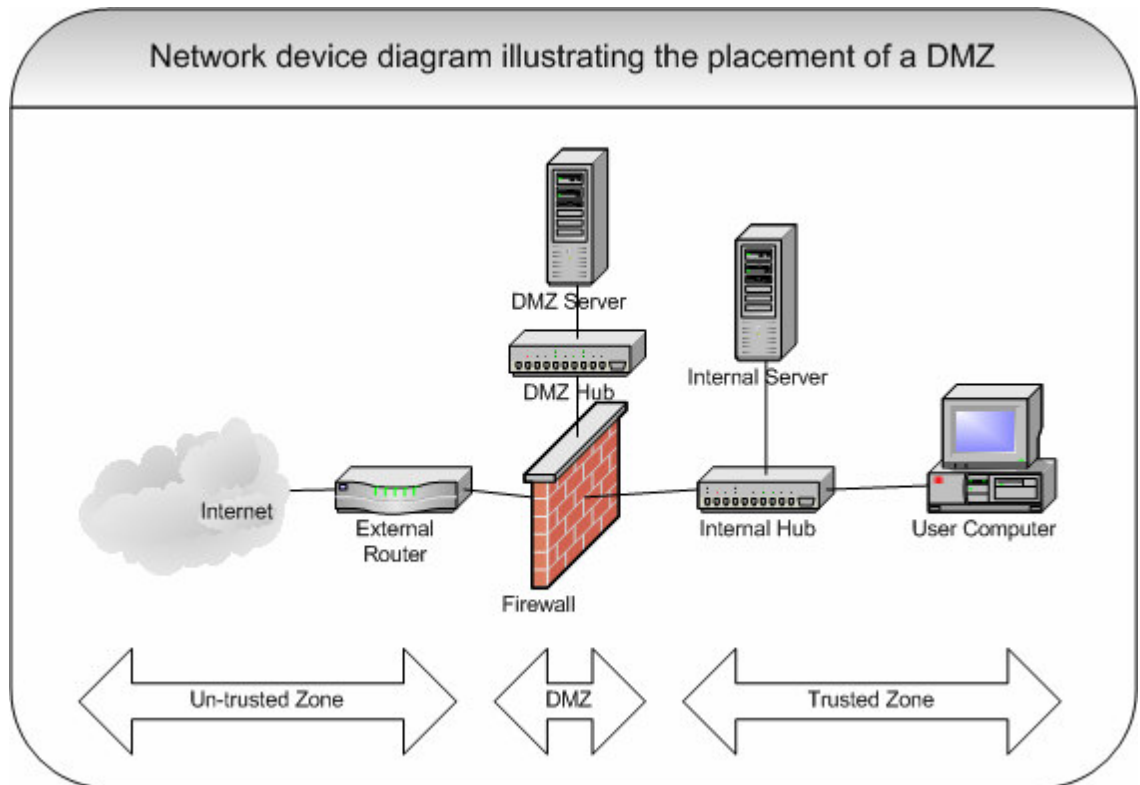 Network device diagram illustrating the placement of a DMZ
DMZ Server
DMZ Hub
Internal Server
Internet
External
Router
Firewall
Internal Hub
User Computer
Un-trusted Zone
DMZ
Trusted Zone